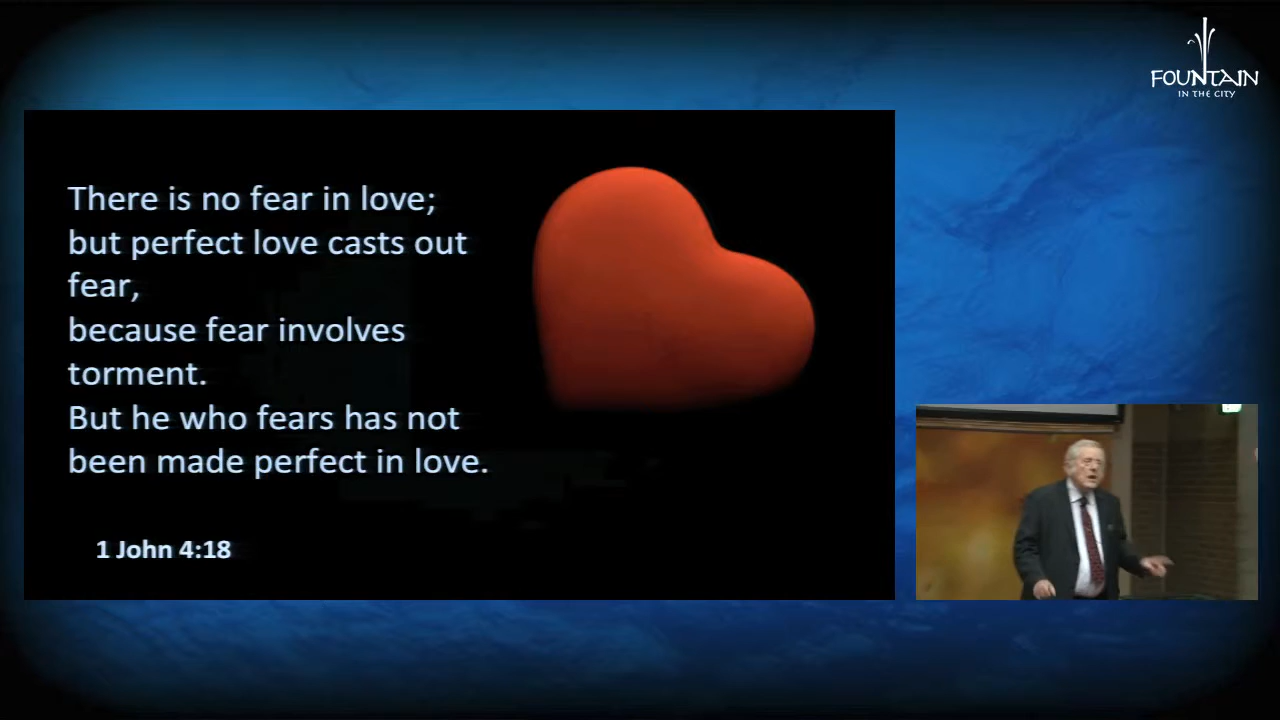 FOUNTAIN
IN THE CITY
There is no fear in love;
but perfect love casts out
fear,
because fear involves
torment.
But he who fears has not
been made perfect in love.
1 John 4:18